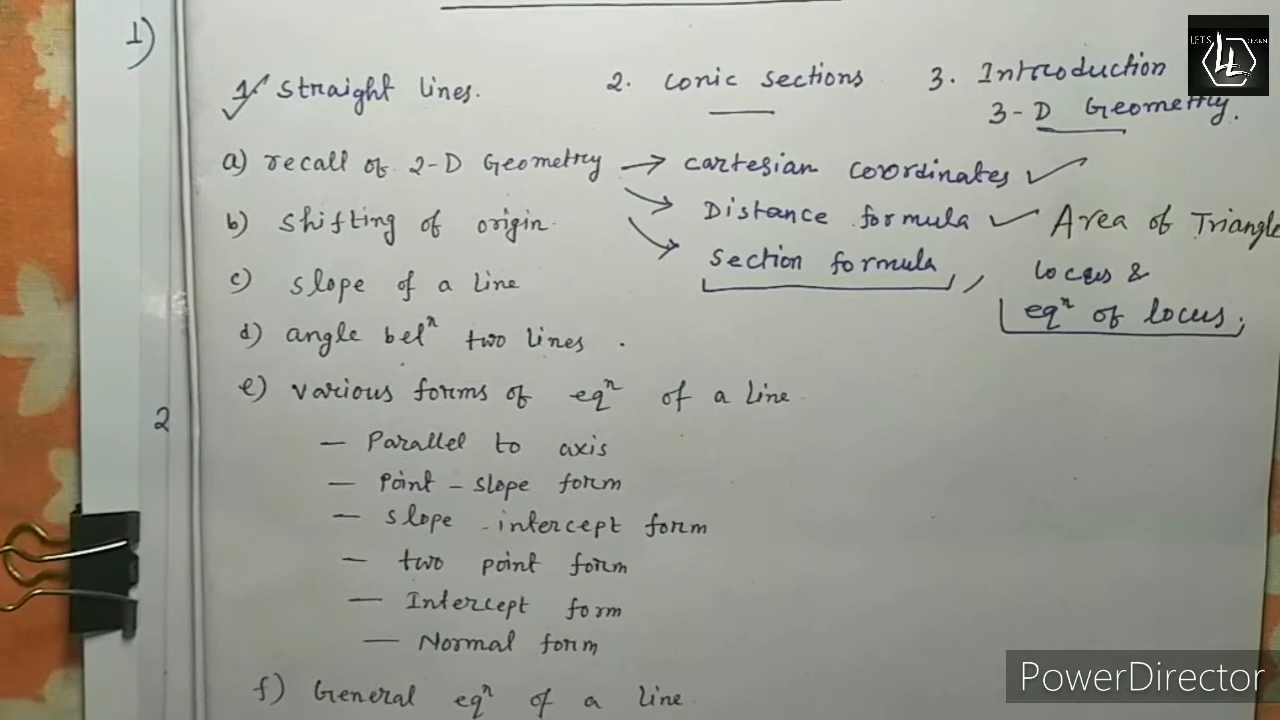 1)
1. Straight lines. 2. Conic Sections 3. Introduction
3-D Geometry.
LETS LEARN
a) recall of 2-D Geometry → cartesian coordinates ✓
→ Distance formula ✓ Area of Triangle
b) Shifting of origin.
→ Section formula, locus &
c) slope of a line
eqⁿ of locus;
d) angle betⁿ two lines.
e) various forms of eqⁿ of a line
2
— Parallel to axis
— Point-slope form
— slope-intercept form
— two point form
— Intercept form
— Normal form
f) General eqⁿ of a line
PowerDirector